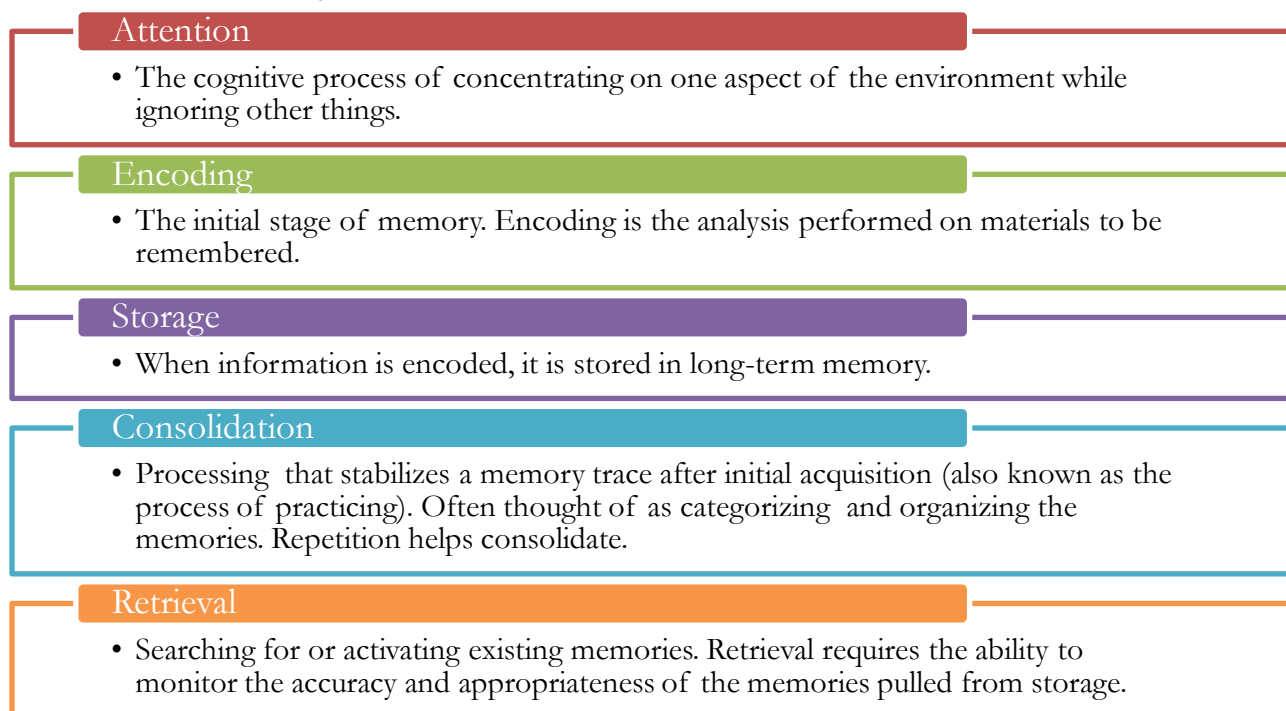 Attention
• The cognitive process of concentrating on one aspect of the environment while
ignoring other things.
Encoding
• The initial stage of memory. Encoding is the analysis performed on materials to be
remembered.
Storage
• When information is encoded, it is stored in long-term memory.
Consolidation
• Processing that stabilizes a memory trace after initial acquisition (also known as the
process of practicing). Often thought of as categorizing and organizing the
memories. Repetition helps consolidate.
Retrieval
• Searching for or activating existing memories. Retrieval requires the ability to
monitor the accuracy and appropriateness of the memories pulled from storage.